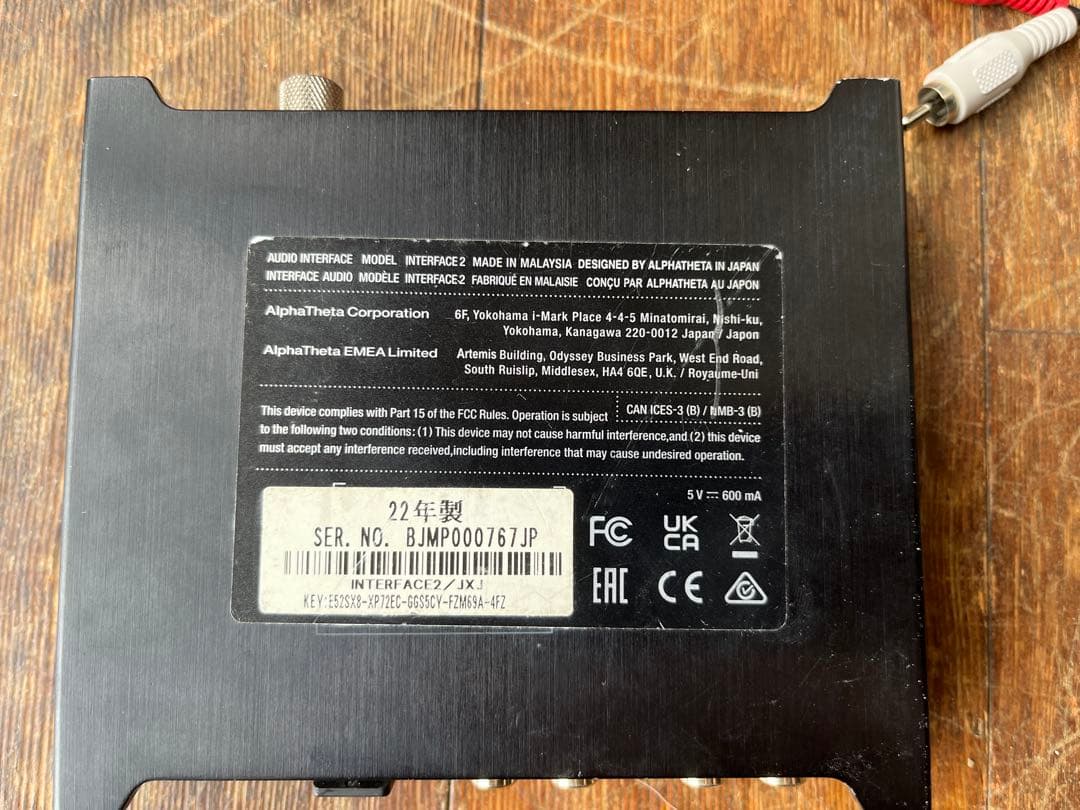 AUDIO INTERFACE MODEL INTERFACE2 MADE IN MALAYSIA DESIGNED BY ALPHATHETA IN JAPAN
INTERFACE AUDIO MODÈLE INTERFACE2 FABRIQUÉ EN MALAISIE CONÇU PAR ALPHATHETA AU JAPON
AlphaTheta Corporation 6F, Yokohama i-Mark Place 4-4-5 Minatomirai, Nishi-ku,
Yokohama, Kanagawa 220-0012 Japan / Japon
AlphaTheta EMEA Limited Artemis Building, Odyssey Business Park, West End Road,
South Ruislip, Middlesex, HA4 6QE, U.K. / Royaume-Uni
This device complies with Part 15 of the FCC Rules. Operation is subject CAN ICES-3 (B) / NMB-3 (B)
to the following two conditions: (1) This device may not cause harmful interference,and (2) this device
must accept any interference received,including interference that may cause undesired operation.
5 V ⎓ 600 mA
22年製
SER. NO. BJMP000767JP
INTERFACE2/JXJ
KEY:E52SX8-XP72EC-GGS5CY-FZM69A-4FZ
FC
UK
CA
EAC
CE